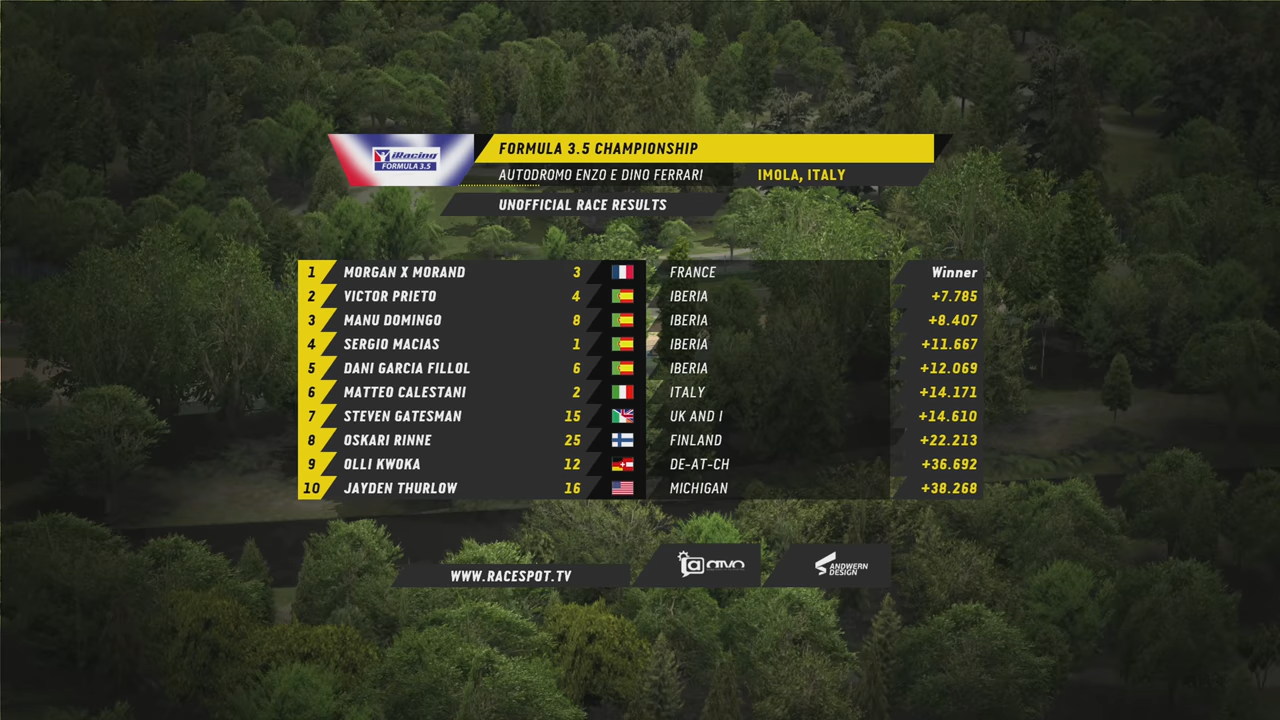 iRacing
FORMULA 3.5
FORMULA 3.5 CHAMPIONSHIP
AUTODROMO ENZO E DINO FERRARI IMOLA, ITALY
UNOFFICIAL RACE RESULTS
1 MORGAN X MORAND 3 FRANCE Winner
2 VICTOR PRIETO 4 IBERIA +7.785
3 MANU DOMINGO 8 IBERIA +8.407
4 SERGIO MACIAS 1 IBERIA +11.667
5 DANI GARCIA FILLOL 6 IBERIA +12.069
6 MATTEO CALESTANI 2 ITALY +14.171
7 STEVEN GATESMAN 15 UK AND I +14.610
8 OSKARI RINNE 25 FINLAND +22.213
9 OLLI KWOKA 12 DE-AT-CH +36.692
10 JAYDEN THURLOW 16 MICHIGAN +38.268
WWW.RACESPOT.TV
ANDWERN
DESIGN